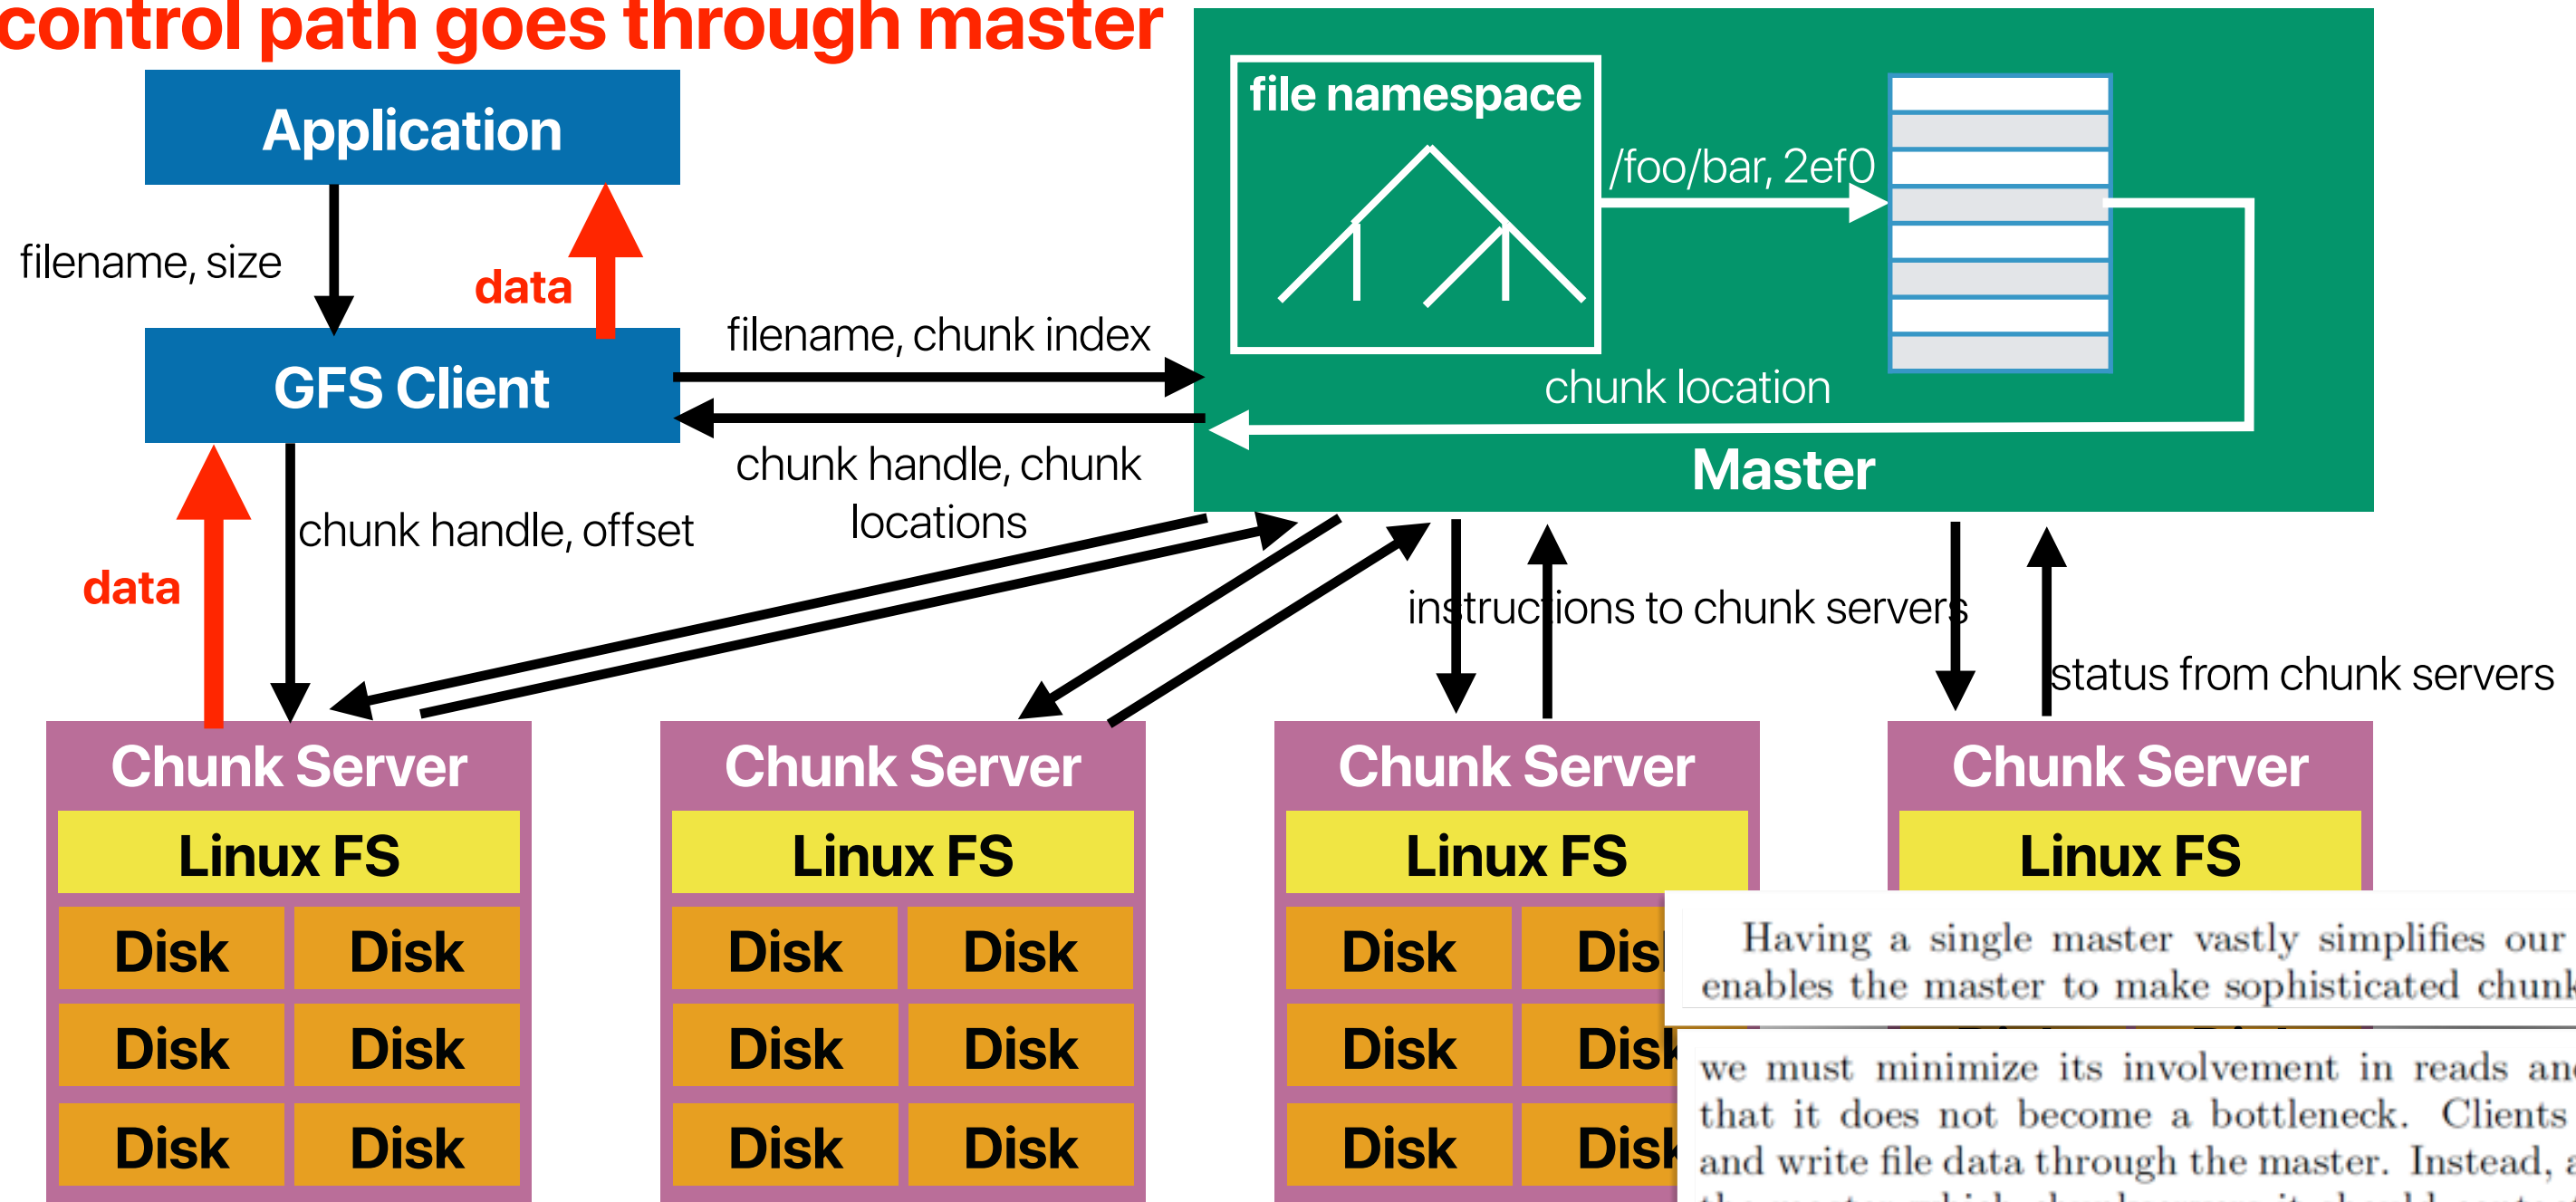 control path goes through master
Application
filename, size
data
GFS Client
filename, chunk index
chunk handle, chunk
locations
file namespace
/foo/bar, 2ef0
chunk location
Master
data
chunk handle, offset
instructions to chunk servers
status from chunk servers
Chunk Server
Linux FS
Disk Disk
Disk Disk
Disk Disk
Chunk Server
Linux FS
Disk Disk
Disk Disk
Disk Disk
Chunk Server
Linux FS
Disk Dis
Disk Disk
Disk Disk
Chunk Server
Linux FS
Having a single master vastly simplifies our
enables the master to make sophisticated chunk
we must minimize its involvement in reads and
that it does not become a bottleneck. Clients
and write file data through the master. Instead, a